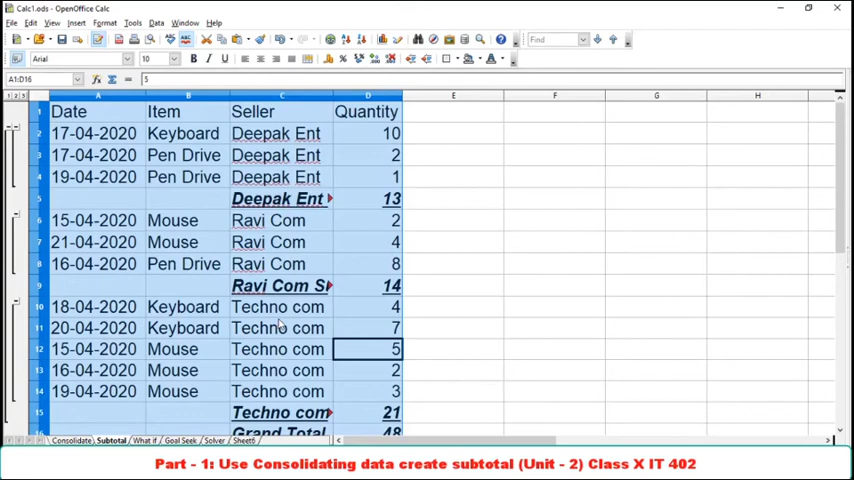 Calc1.ods - OpenOffice Calc
File Edit View Insert Format Tools Data Window Help
Find
Arial 10
A1:D16 5
1 2 3 A B C D E F G H
1 Date Item Seller Quantity
2 17-04-2020 Keyboard Deepak Ent 10
3 17-04-2020 Pen Drive Deepak Ent 2
4 19-04-2020 Pen Drive Deepak Ent 1
5 Deepak Ent 13
6 15-04-2020 Mouse Ravi Com 2
7 21-04-2020 Mouse Ravi Com 4
8 16-04-2020 Pen Drive Ravi Com 8
9 Ravi Com S 14
10 18-04-2020 Keyboard Techno com 4
11 20-04-2020 Keyboard Techno com 7
12 15-04-2020 Mouse Techno com 5
13 16-04-2020 Mouse Techno com 2
14 19-04-2020 Mouse Techno com 3
15 Techno com 21
16 Grand Total 48
Consolidate Subtotal What if Goal Seek Solver Sheet6
Part - 1: Use Consolidating data create subtotal (Unit - 2) Class X IT 402